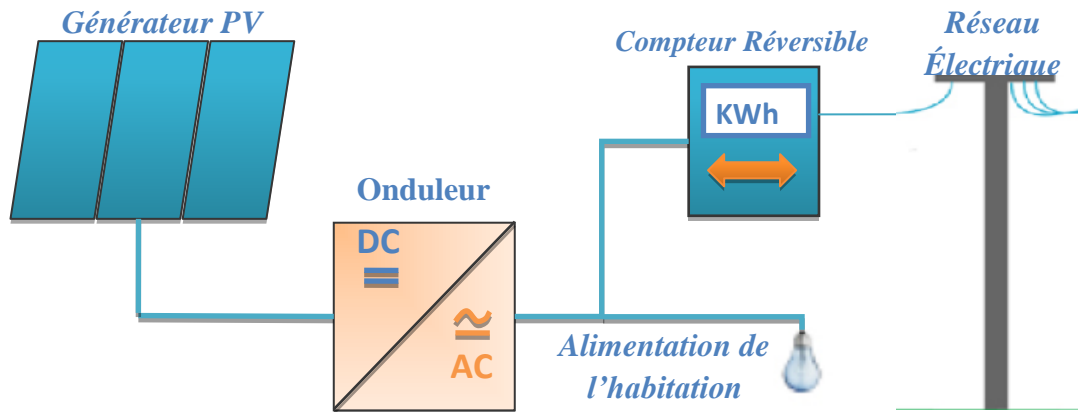 Générateur PV
Compteur Réversible
Réseau
Électrique
KWh
Onduleur
DC
AC
Alimentation de
l’habitation